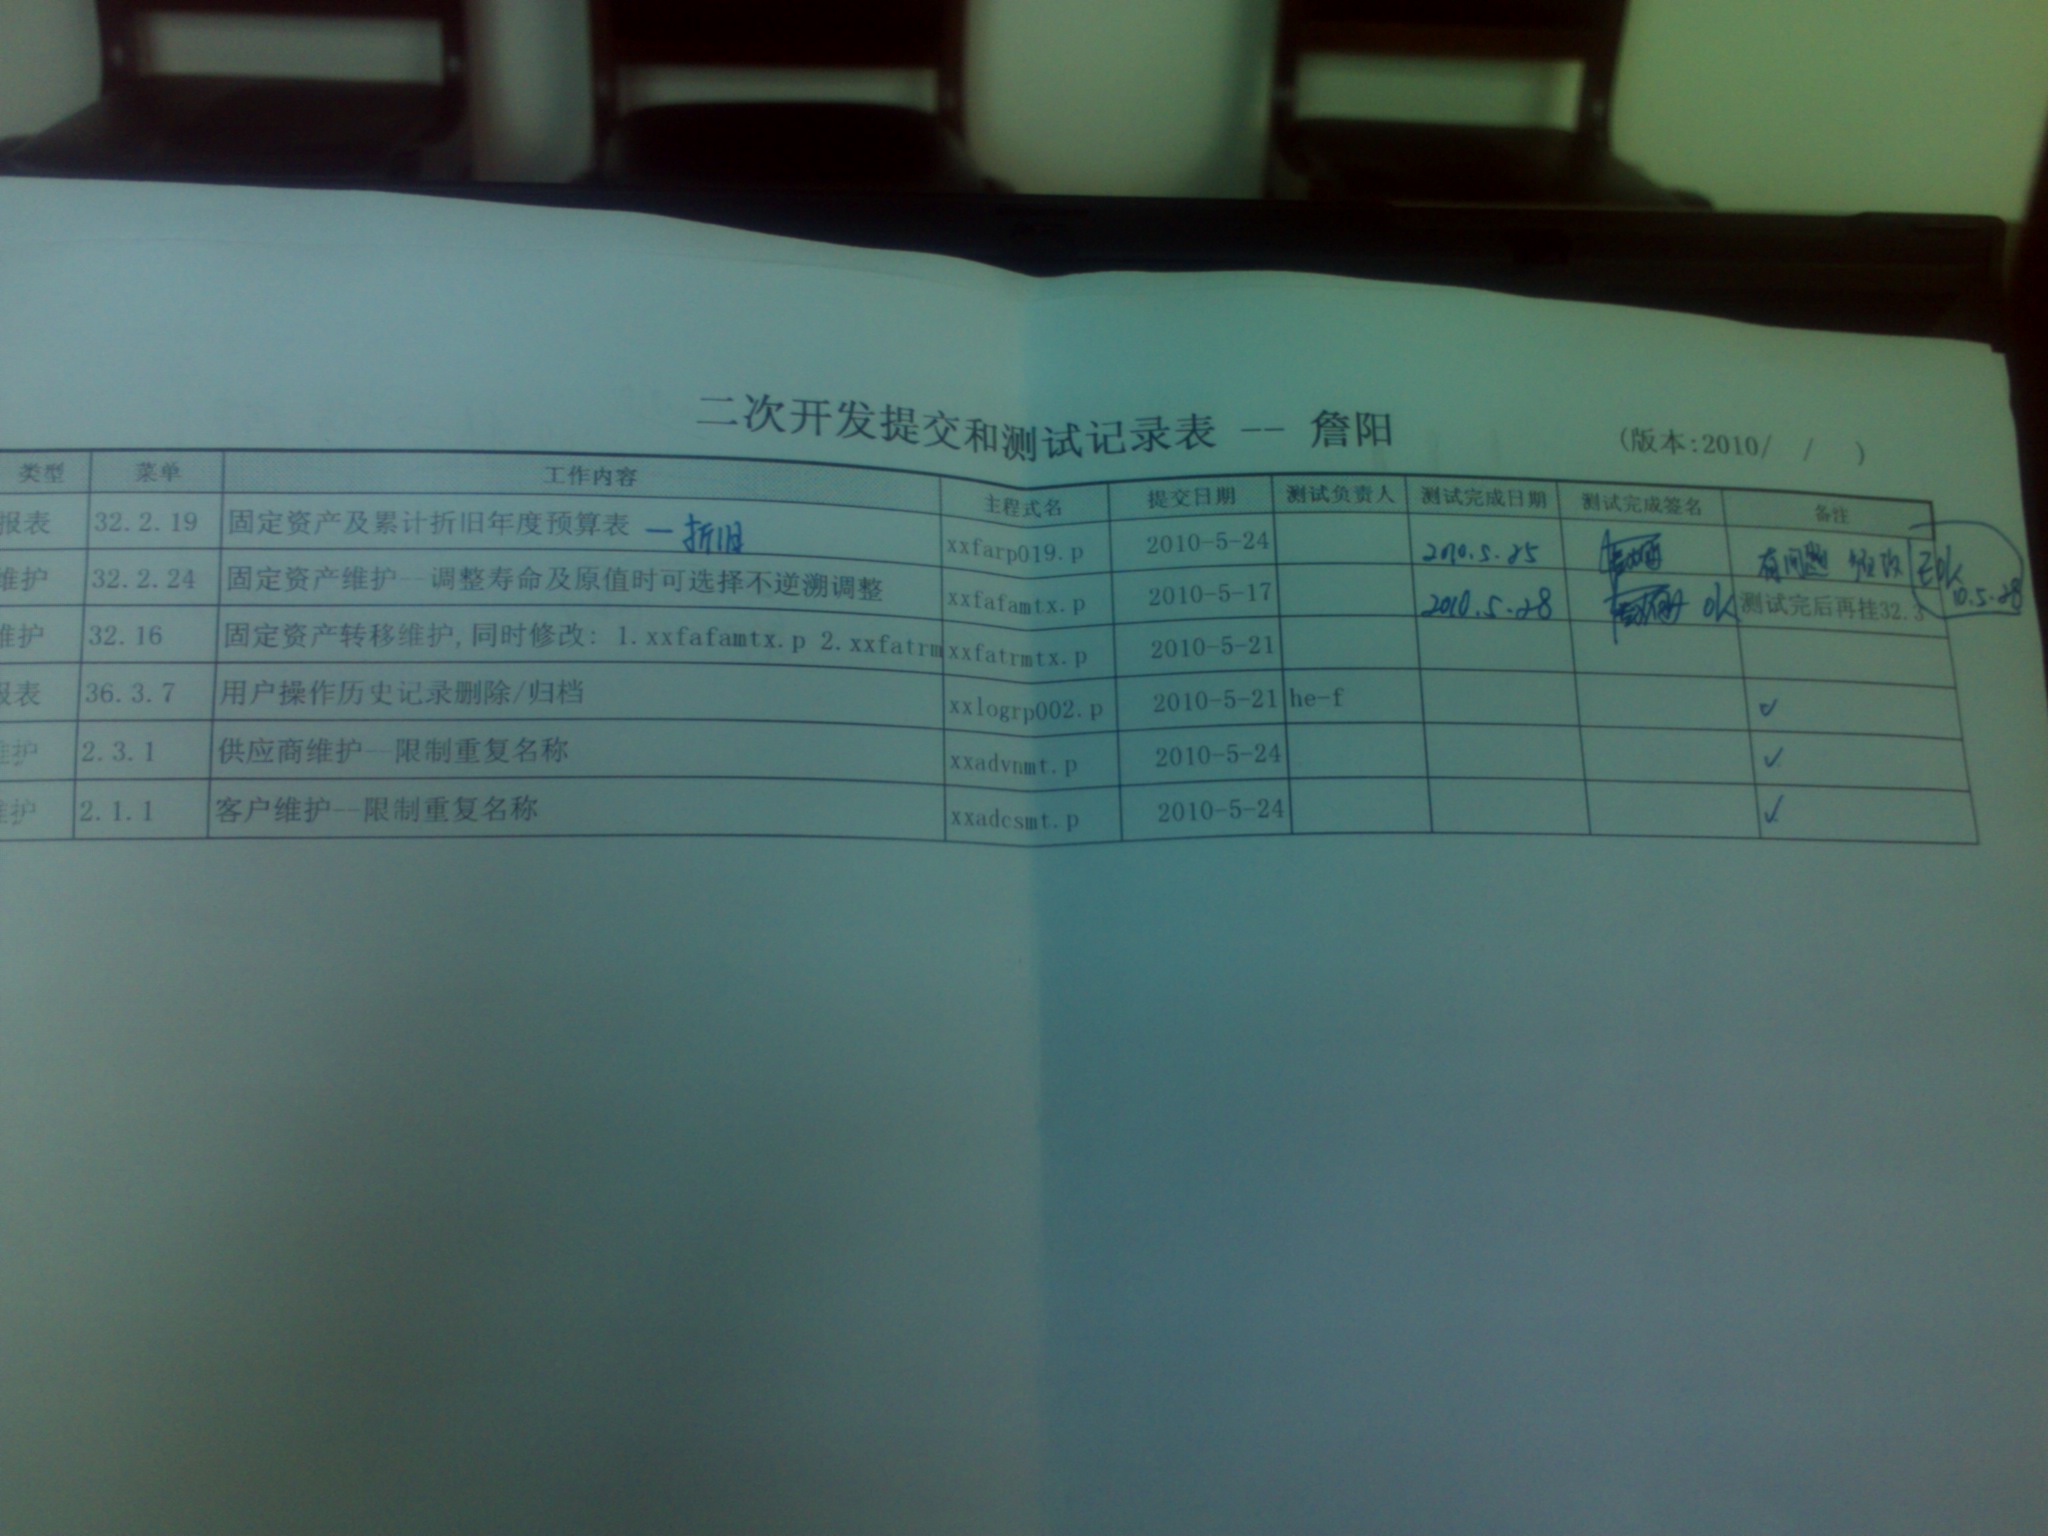 二次开发提交和测试记录表 -- 詹阳 (版本:2010/ / )
类型 菜单 工作内容 主程式名 提交日期 测试负责人 测试完成日期 测试完成签名 备注
报表 32.2.19 固定资产及累计折旧年度预算表 —折旧 xxfarp019.p 2010-5-24 2010.5.25 有问题 已OK
维护 32.2.24 固定资产维护--调整寿命及原值时可选择不逆溯调整 xxfafamtx.p 2010-5-17 2010.5.28 OK 测试完后再挂32.3 10.5.28
维护 32.16 固定资产转移维护,同时修改: 1.xxfafamtx.p 2.xxfatrm xxfatrmtx.p 2010-5-21
报表 36.3.7 用户操作历史记录删除/归档 xxlogrp002.p 2010-5-21 he-f ✓
维护 2.3.1 供应商维护--限制重复名称 xxadvnmt.p 2010-5-24 ✓
维护 2.1.1 客户维护--限制重复名称 xxadcsmt.p 2010-5-24 ✓